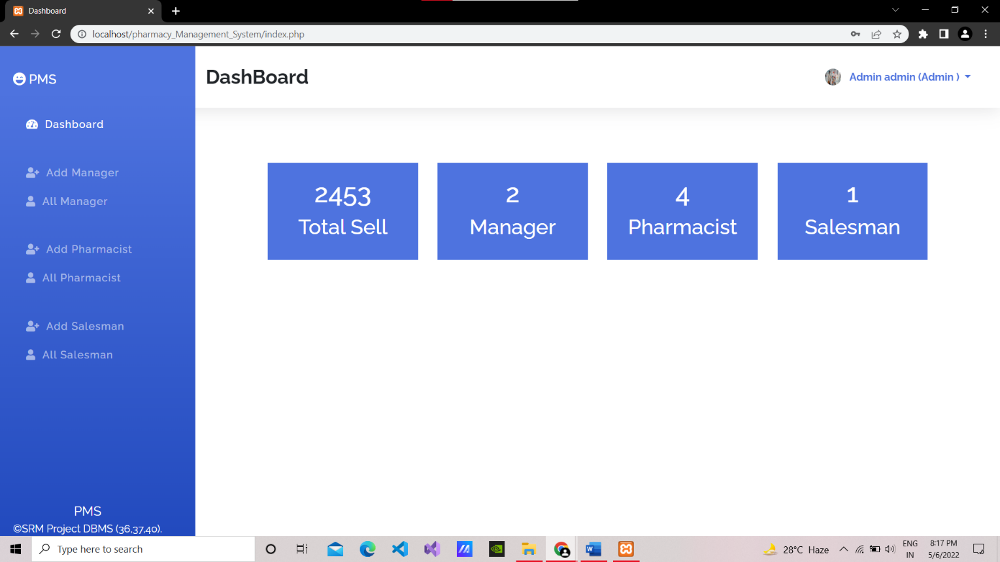 Dashboard
localhost/pharmacy_Management_System/index.php
PMS
DashBoard
Admin admin (Admin )
Dashboard
Add Manager
All Manager
Add Pharmacist
All Pharmacist
Add Salesman
All Salesman
2453
Total Sell
2
Manager
4
Pharmacist
1
Salesman
PMS
©SRM Project DBMS (36,37,40).
Type here to search
28°C Haze
ENG
IN
8:17 PM
5/6/2022